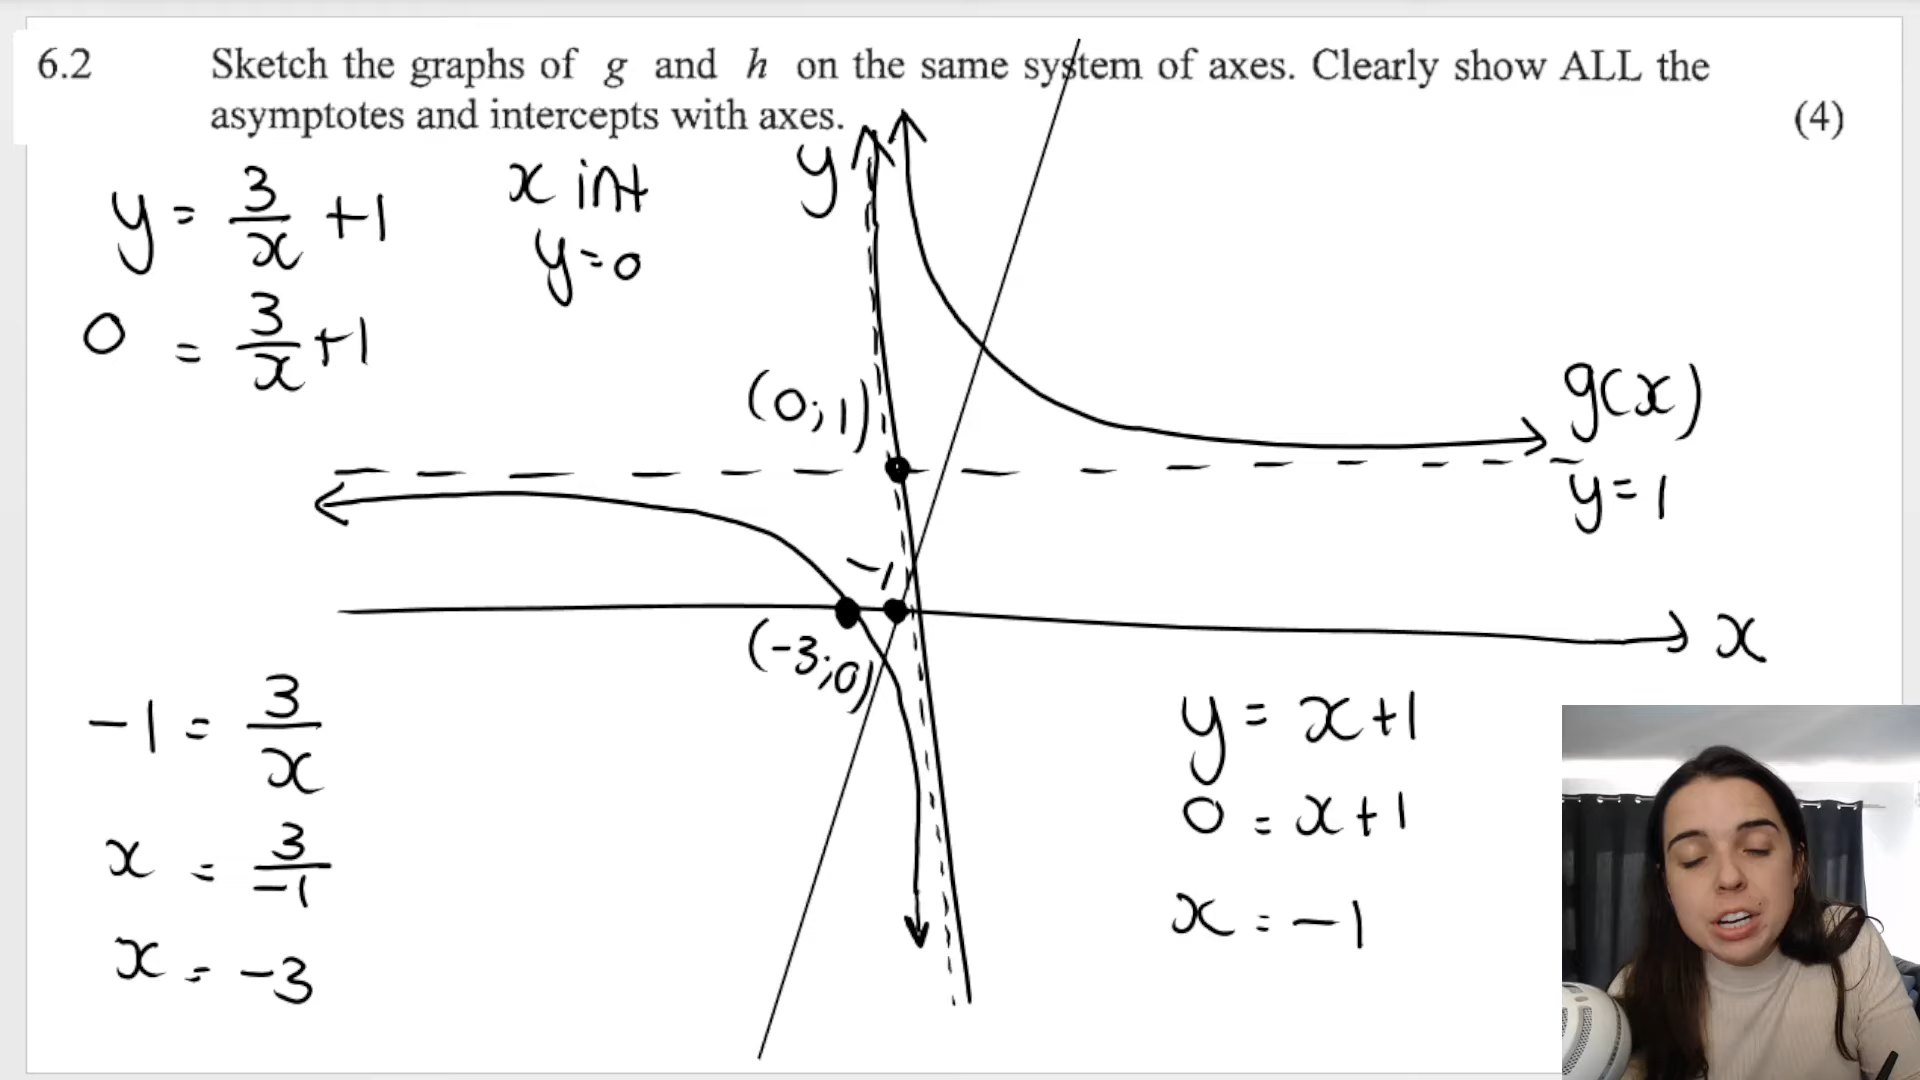 6.2 Sketch the graphs of g and h on the same system of axes. Clearly show ALL the
asymptotes and intercepts with axes. (4)
y = 3/x + 1
0 = 3/x + 1
x int
y = 0
y
(0; 1)
g(x)
y = 1
-1
(-3; 0)
x
-1 = 3/x
x = 3/-1
x = -3
y = x + 1
0 = x + 1
x = -1